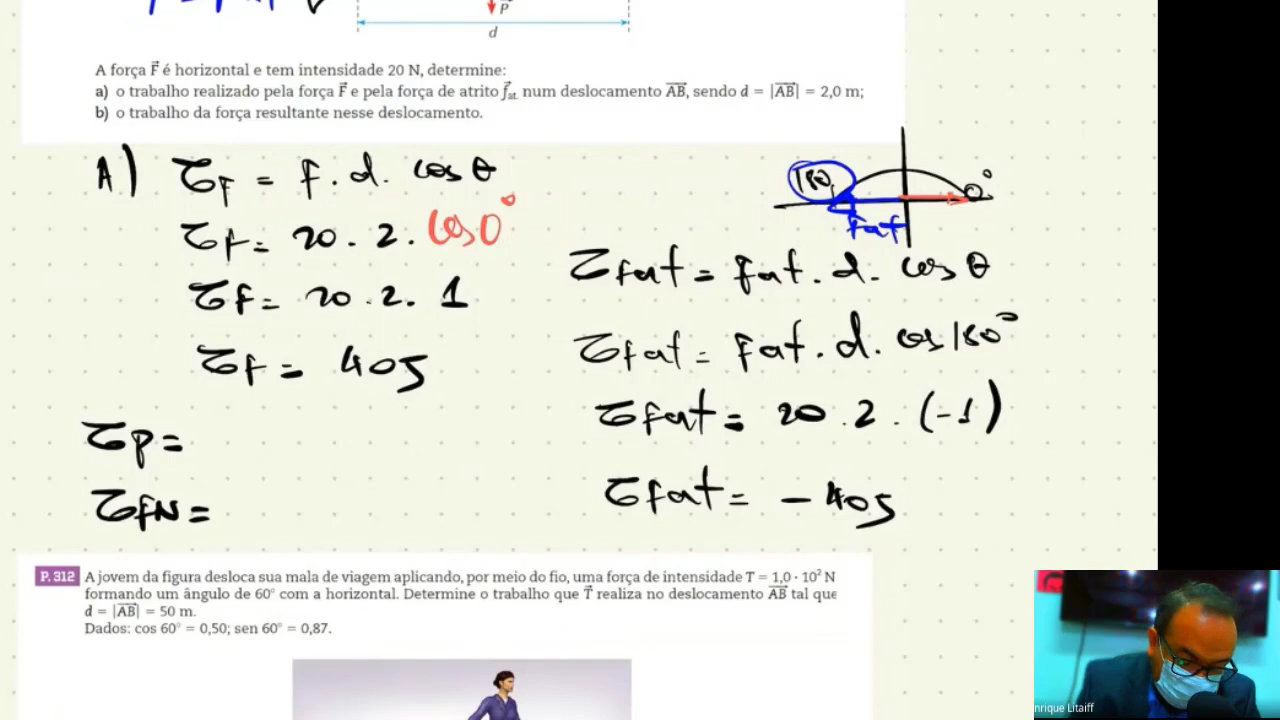 P
d
A força F é horizontal e tem intensidade 20 N, determine:
a) o trabalho realizado pela força F e pela força de atrito fat. num deslocamento AB, sendo d = |AB| = 2,0 m;
b) o trabalho da força resultante nesse deslocamento.
A) τF = F. d. cos θ
τF = 20. 2. cos 0°
τF = 20. 2. 1
τF = 40J
τP =
τFN =
180 0°
fat
τfat = fat. d. cos θ
τfat = fat. d. cos 180°
τfat = 20. 2. (-1)
τfat = - 40J
P. 312 A jovem da figura desloca sua mala de viagem aplicando, por meio do fio, uma força de intensidade T = 1,0 · 10² N
formando um ângulo de 60° com a horizontal. Determine o trabalho que T realiza no deslocamento AB tal que
d = |AB| = 50 m.
Dados: cos 60° = 0,50; sen 60° = 0,87.
nrique Litaiff